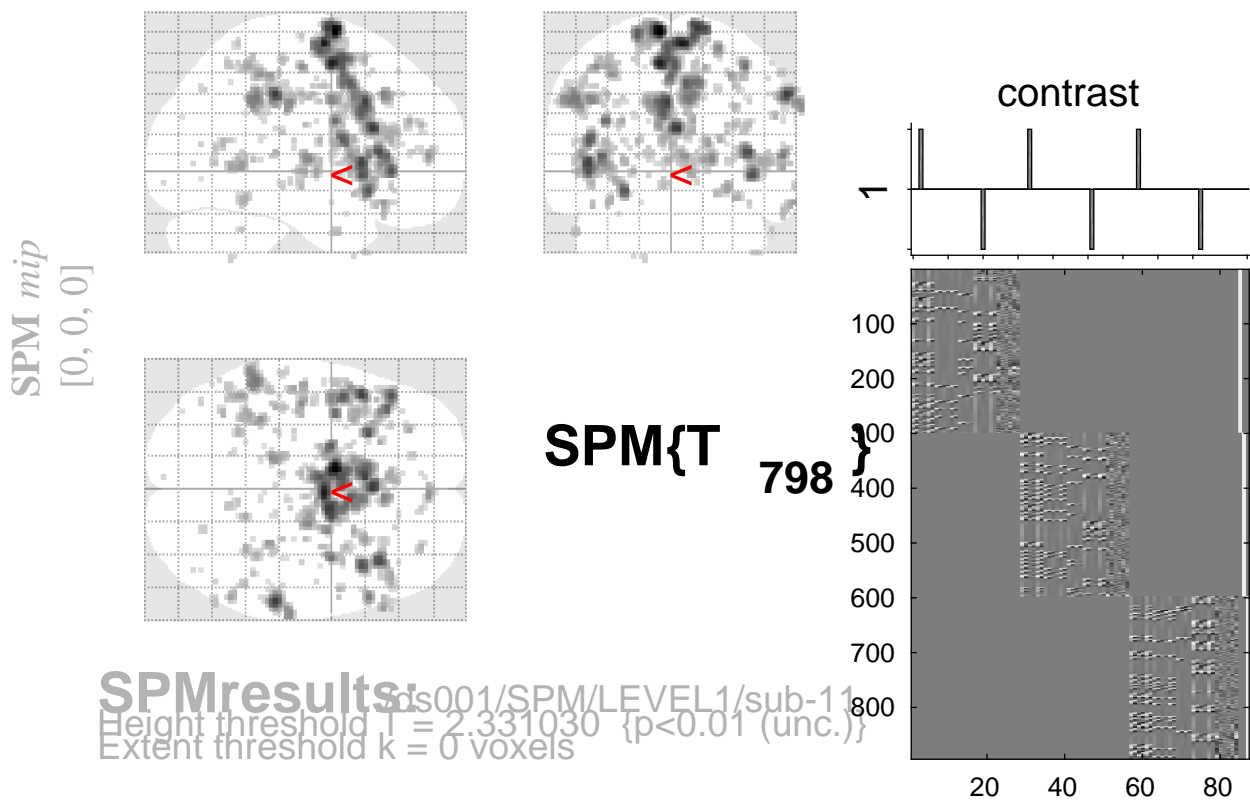 SPM mip
[0, 0, 0]
<
<
<
SPM{T798}
contrast
1
100
200
300
400
500
600
700
800
20 40 60 80
SPMresults: /ds001/SPM/LEVEL1/sub-11
Height threshold T = 2.331030 {p<0.01 (unc.)}
Extent threshold k = 0 voxels